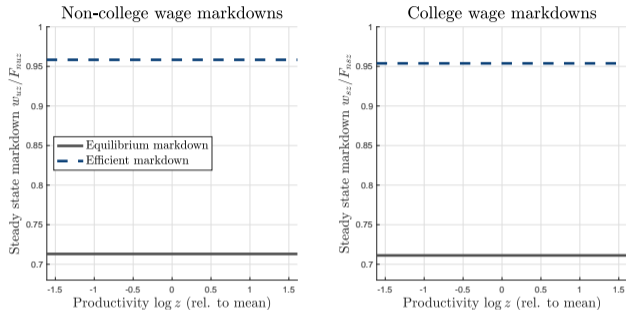 Non-college wage markdowns
Steady state markdown w_{uz}/F_{nuz}
1
0.95
0.9
0.85
0.8
0.75
0.7
Equilibrium markdown
Efficient markdown
-1.5 -1 -0.5 0 0.5 1 1.5
Productivity log z (rel. to mean)
College wage markdowns
Steady state markdown w_{sz}/F_{nsz}
1
0.95
0.9
0.85
0.8
0.75
0.7
-1.5 -1 -0.5 0 0.5 1 1.5
Productivity log z (rel. to mean)